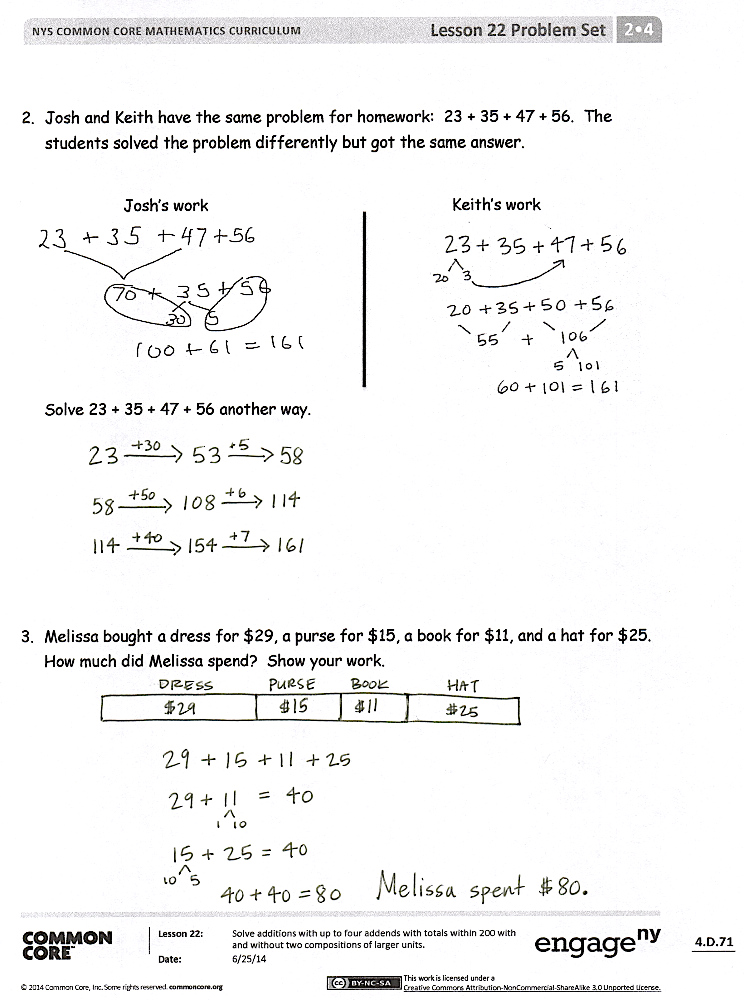 NYS COMMON CORE MATHEMATICS CURRICULUM
Lesson 22 Problem Set
2•4
2. Josh and Keith have the same problem for homework: 23 + 35 + 47 + 56. The
students solved the problem differently but got the same answer.
Josh's work
23 + 35 + 47 + 56
70 + 35 + 56
30 5
100 + 61 = 161
Keith's work
23 + 35 + 47 + 56
20 3
20 + 35 + 50 + 56
55 + 106
5 101
60 + 101 = 161
Solve 23 + 35 + 47 + 56 another way.
+30 +5
23 → 53 → 58
+50 +6
58 → 108 → 114
+40 +7
114 → 154 → 161
3. Melissa bought a dress for $29, a purse for $15, a book for $11, and a hat for $25.
How much did Melissa spend? Show your work.
DRESS PURSE BOOK HAT
$29 $15 $11 $25
29 + 15 + 11 + 25
29 + 11 = 40
1 10
15 + 25 = 40
10 5
40 + 40 = 80
Melissa spent $80.
COMMON
CORE™
Lesson 22:
Solve additions with up to four addends with totals within 200 with
and without two compositions of larger units.
Date:
6/25/14
engage ny
4.D.71
© 2014 Common Core, Inc. Some rights reserved. commoncore.org
cc BY-NC-SA
This work is licensed under a
Creative Commons Attribution-NonCommercial-ShareAlike 3.0 Unported License.